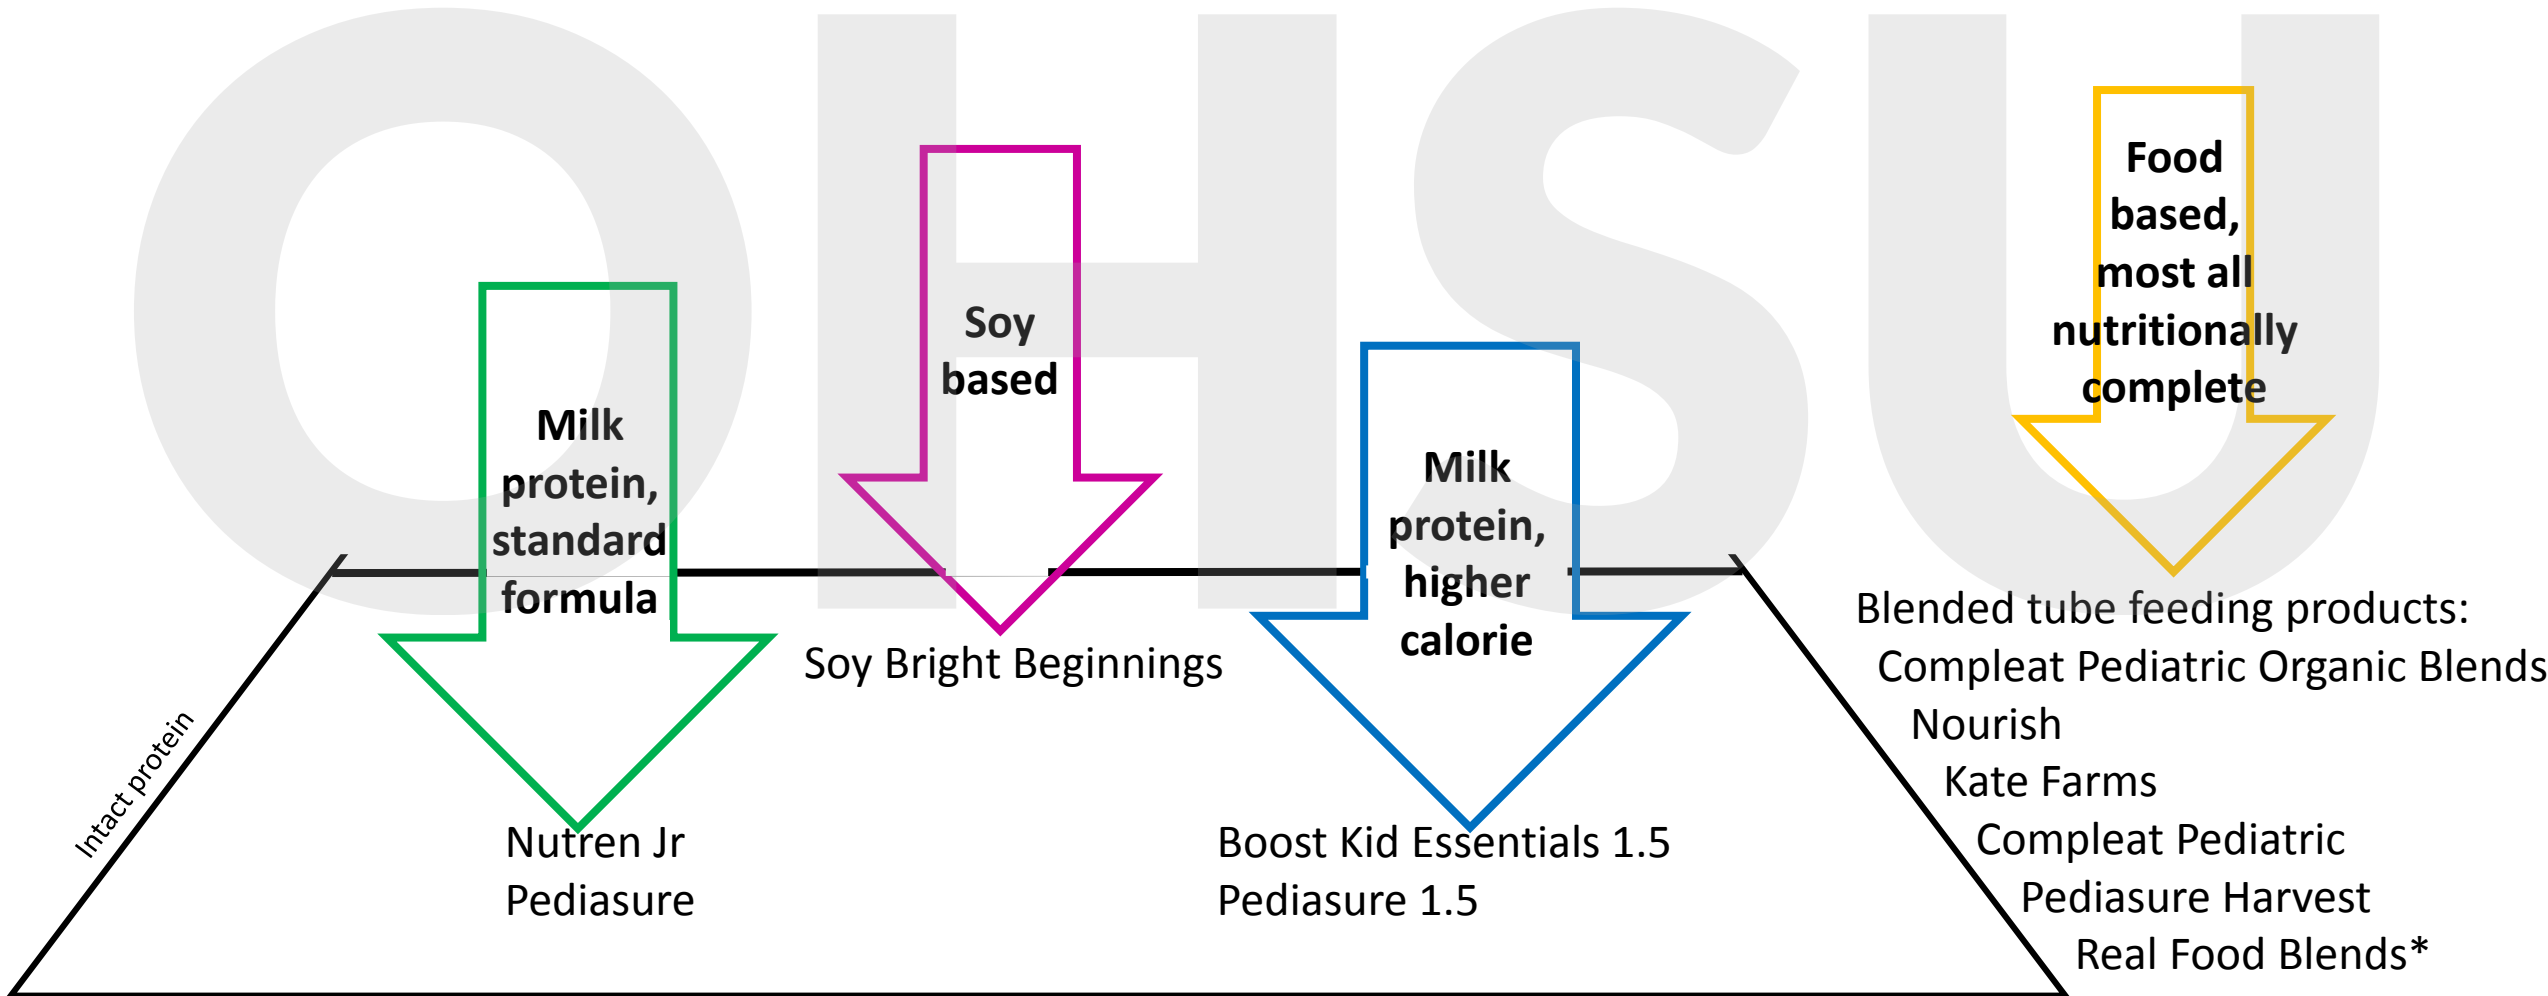 OHSU
Milk
protein,
standard
formula
Soy
based
Milk
protein,
higher
calorie
Food
based,
most all
nutritionally
complete
Intact protein
Nutren Jr
Pediasure
Soy Bright Beginnings
Boost Kid Essentials 1.5
Pediasure 1.5
Blended tube feeding products:
Compleat Pediatric Organic Blends
Nourish
Kate Farms
Compleat Pediatric
Pediasure Harvest
Real Food Blends*